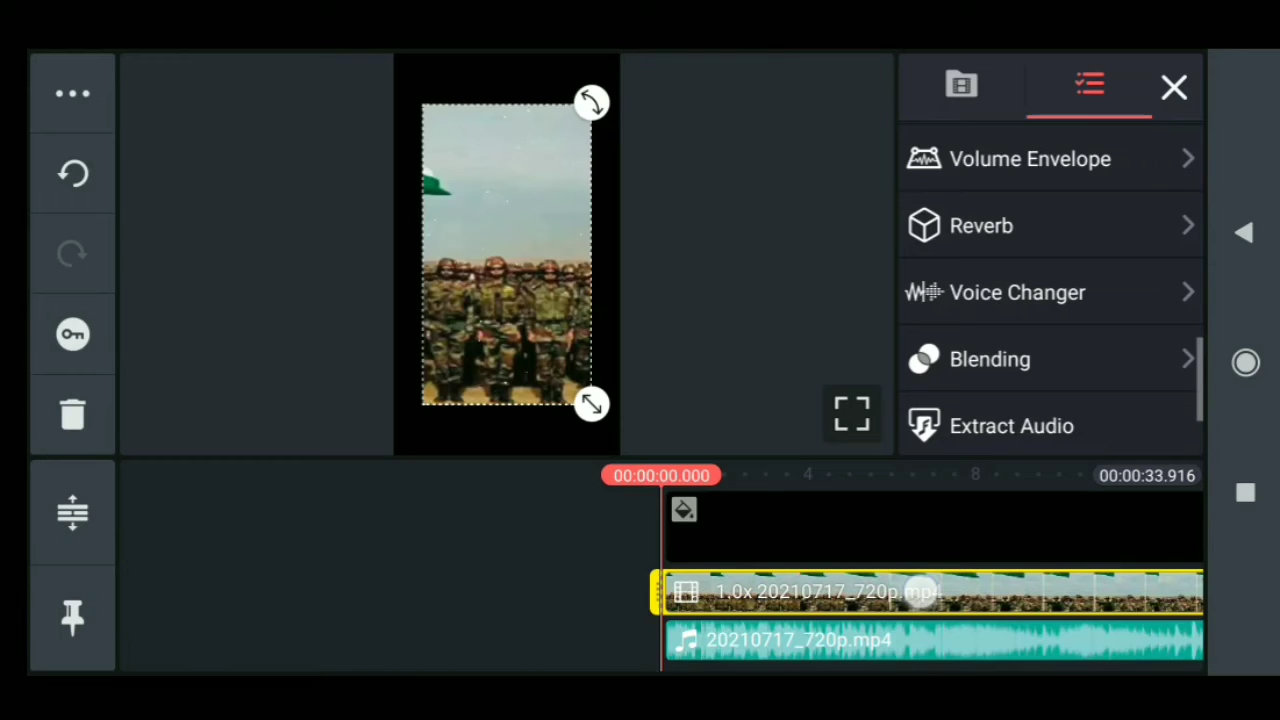 Volume Envelope
Reverb
Voice Changer
Blending
Extract Audio
00:00:00.000
4
8
00:00:33.916
1,0x 20210717_720p.mp4
20210717_720p.mp4